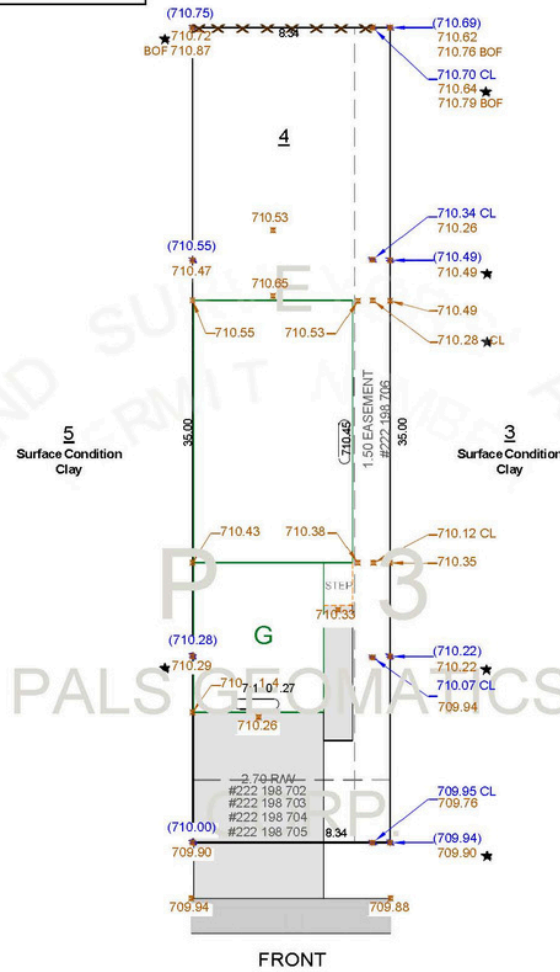 (710.75)
710.72
BOF 710.87
8.34
(710.69)
710.62
710.76 BOF
710.70 CL
710.64
710.79 BOF
4
710.53
710.34 CL
710.26
(710.55)
710.47
(710.49)
710.49
710.65
E
710.55
710.53
710.49
710.28 CL
5
Surface Condition
Clay
35.00
710.45
1.50 EASEMENT
#222 198 706
35.00
3
Surface Condition
Clay
710.43
710.38
710.12 CL
710.35
P 3
STEP
710.33
G
(710.28)
710.29
(710.22)
710.22
710.07 CL
709.94
PALS GEOMATICS
CORP.
710.27
710.26
2.70 R/W
#222 198 702
#222 198 703
#222 198 704
#222 198 705
8.34
709.95 CL
709.76
(710.00)
709.90
(709.94)
709.90
709.94
709.88
FRONT